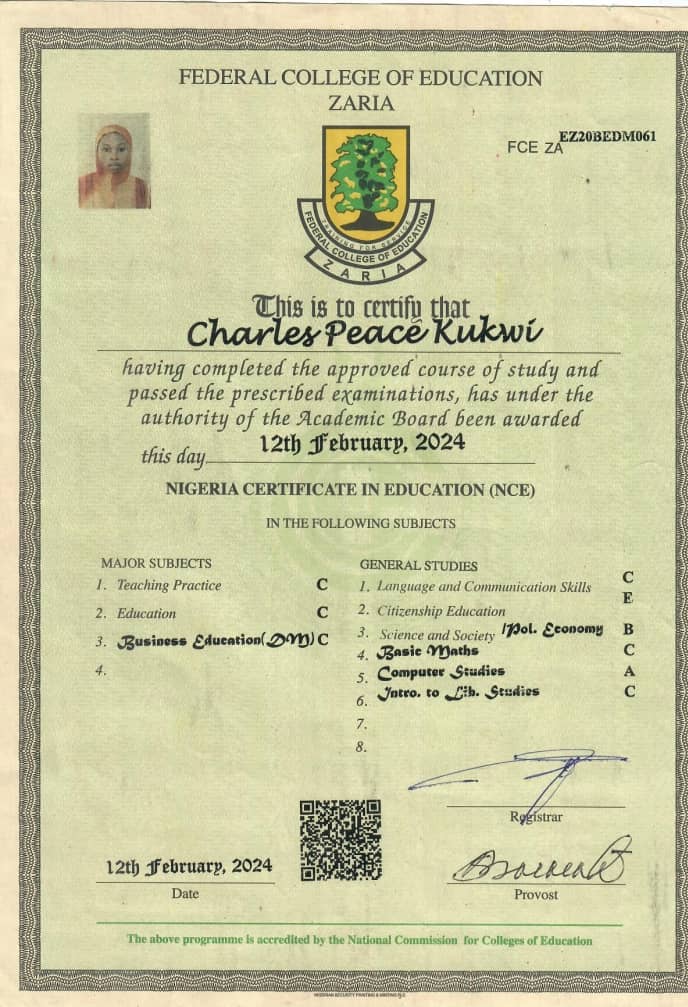 FEDERAL COLLEGE OF EDUCATION
ZARIA
FCE ZA EZ20BEDM061
TRAINING FOR SERVICE
FEDERAL COLLEGE OF EDUCATION
ZARIA
This is to certify that
Charles Peace Kukwi
having completed the approved course of study and
passed the prescribed examinations, has under the
authority of the Academic Board been awarded
this day 12th February, 2024
NIGERIA CERTIFICATE IN EDUCATION (NCE)
IN THE FOLLOWING SUBJECTS
MAJOR SUBJECTS
1. Teaching Practice C
2. Education C
3. Business Education(DM) C
4.
GENERAL STUDIES
1. Language and Communication Skills C
2. Citizenship Education E
3. Science and Society /Pol. Economy B
4. Basic Maths C
5. Computer Studies A
6. Intro. to Lib. Studies C
7.
8.
Registrar
12th February, 2024
Date
Provost
The above programme is accredited by the National Commission for Colleges of Education